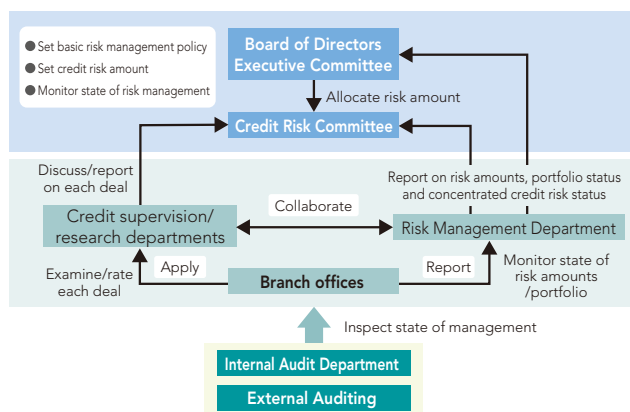 ● Set basic risk management policy
● Set credit risk amount
● Monitor state of risk management
Board of Directors
Executive Committee
Allocate risk amount
Credit Risk Committee
Discuss/report
on each deal
Report on risk amounts, portfolio status
and concentrated credit risk status
Collaborate
Credit supervision/
research departments
Risk Management Department
Examine/rate
each deal
Apply
Branch offices
Report
Monitor state of
risk amounts
/portfolio
Inspect state of management
Internal Audit Department
External Auditing